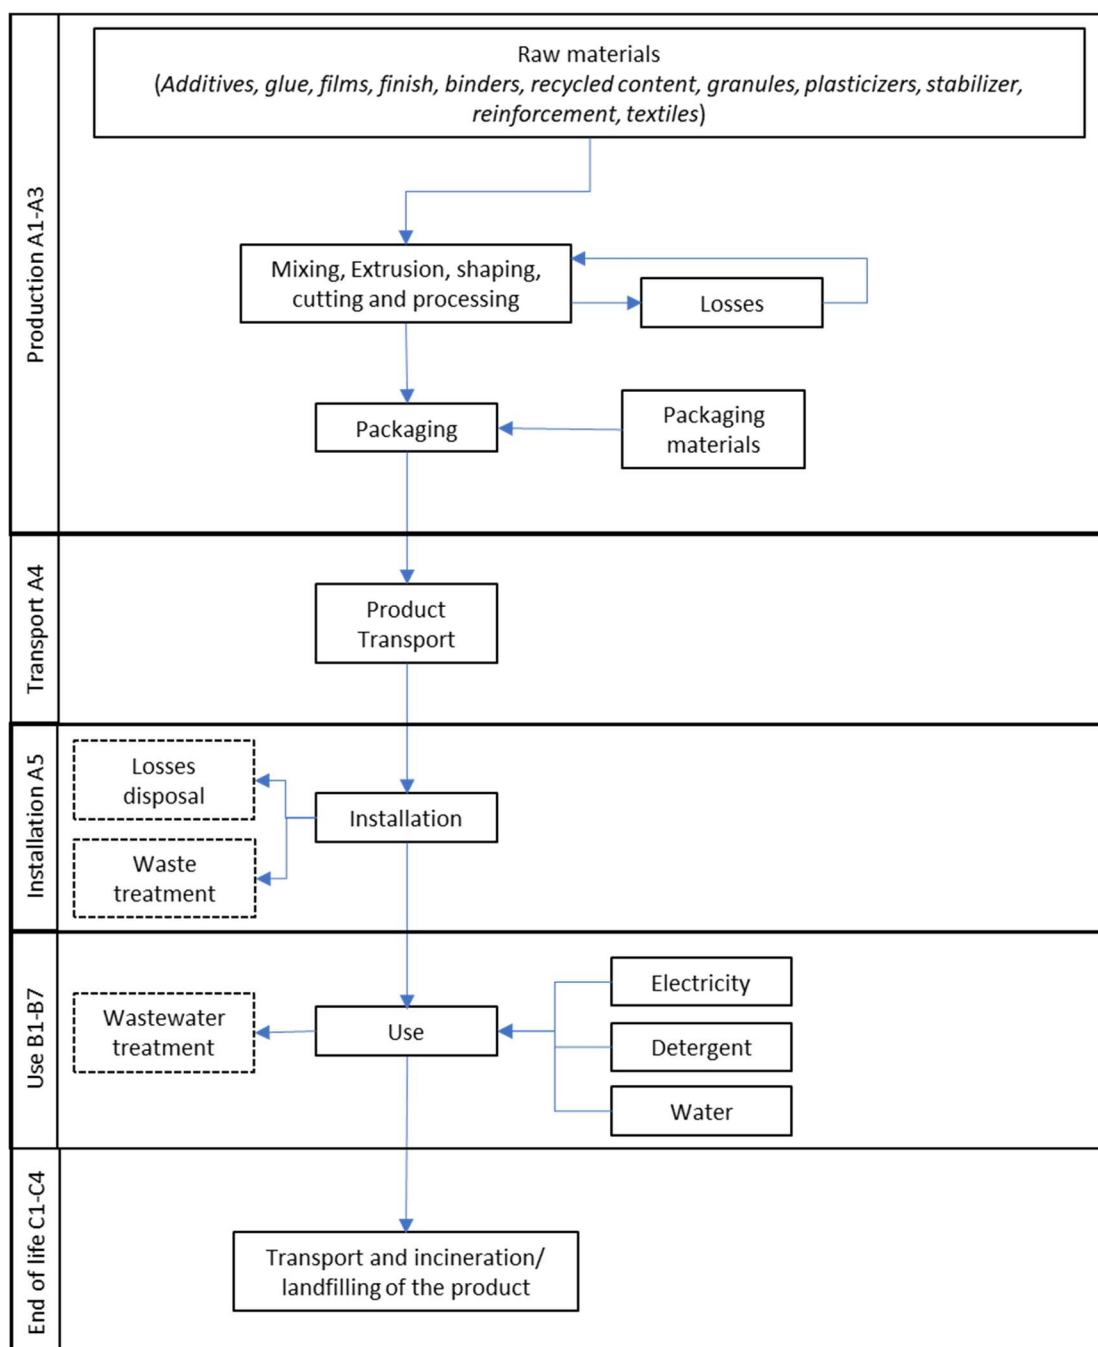 Production A1-A3
Raw materials
(Additives, glue, films, finish, binders, recycled content, granules, plasticizers, stabilizer,
reinforcement, textiles)
Mixing, Extrusion, shaping,
cutting and processing
Losses
Packaging
Packaging
materials
Transport A4
Product
Transport
Installation A5
Losses
disposal
Installation
Waste
treatment
Use B1-B7
Wastewater
treatment
Use
Electricity
Detergent
Water
End of life C1-C4
Transport and incineration/
landfilling of the product